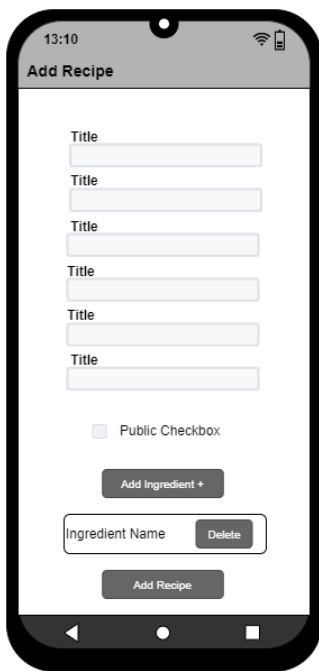 13:10
Add Recipe
Title
Title
Title
Title
Title
Title
Public Checkbox
Add Ingredient +
Ingredient Name Delete
Add Recipe